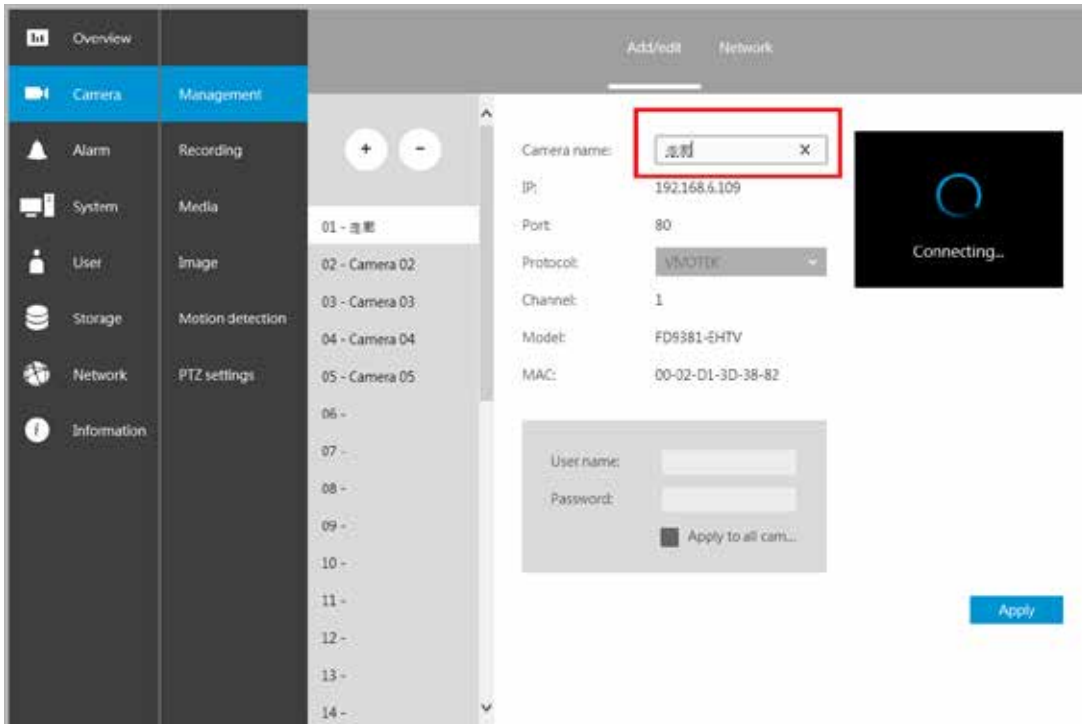 Overview
Camera
Alarm
System
User
Storage
Network
Information
Management
Recording
Media
Image
Motion detection
PTZ settings
Add/edit Network
+ -
01 -
02 - Camera 02
03 - Camera 03
04 - Camera 04
05 - Camera 05
06 -
07 -
08 -
09 -
10 -
11 -
12 -
13 -
14 -
Camera name: x
IP: 192.168.6.109
Port: 80
Protocol: VIVOTEK
Channel: 1
Model: FD9381-EHTV
MAC: 00-02-D1-3D-38-82
User name:
Password:
Apply to all cam...
Connecting...
Apply